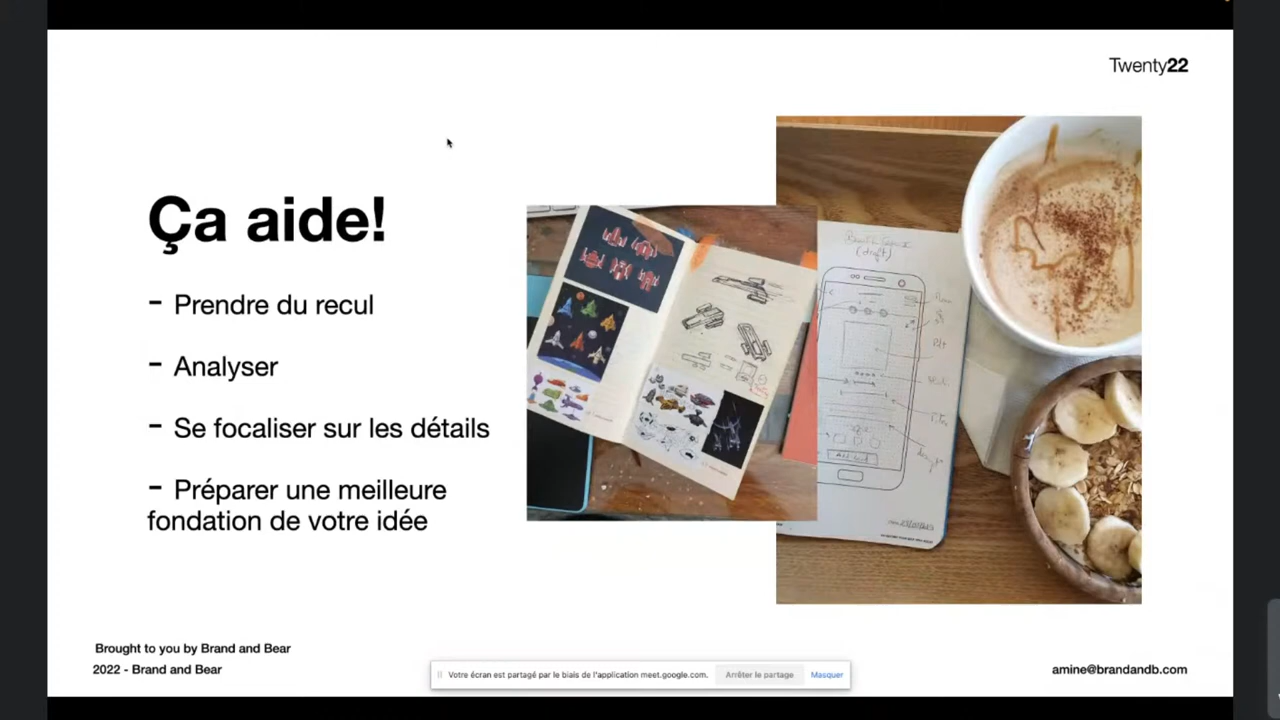 Twenty22
Ça aide!
- Prendre du recul
- Analyser
- Se focaliser sur les détails
- Préparer une meilleure
fondation de votre idée
(draft)
Brought to you by Brand and Bear
2022 - Brand and Bear
Votre écran est partagé par le biais de l'application meet.google.com.
Arrêter le partage
Masquer
amine@brandandb.com